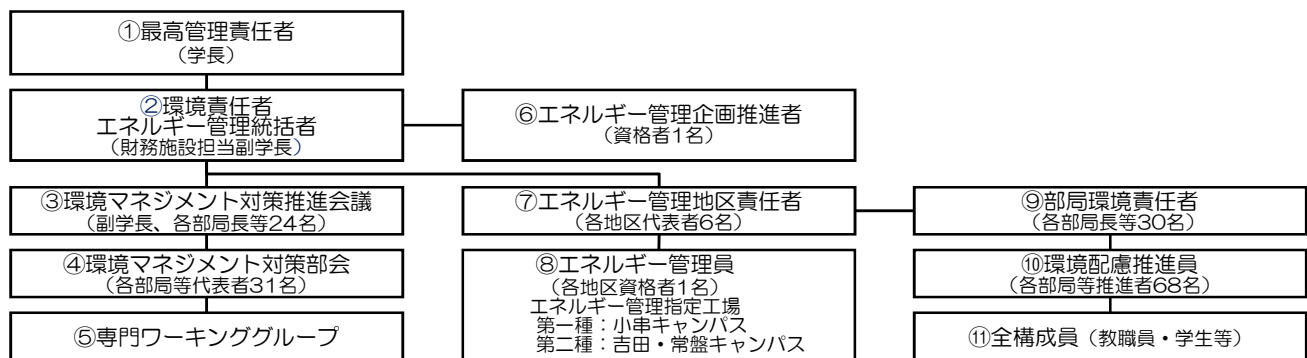 ①最高管理責任者
（学長）
②環境責任者
エネルギー管理統括者
（財務施設担当副学長）
⑥エネルギー管理企画推進者
（資格者1名）
③環境マネジメント対策推進会議
（副学長、各部局長等24名）
④環境マネジメント対策部会
（各部局等代表者31名）
⑤専門ワーキンググループ
⑦エネルギー管理地区責任者
（各地区代表者6名）
⑧エネルギー管理員
（各地区資格者1名）
エネルギー管理指定工場
第一種：小串キャンパス
第二種：吉田・常盤キャンパス
⑨部局環境責任者
（各部局長等30名）
⑩環境配慮推進員
（各部局等推進者68名）
⑪全構成員（教職員・学生等）